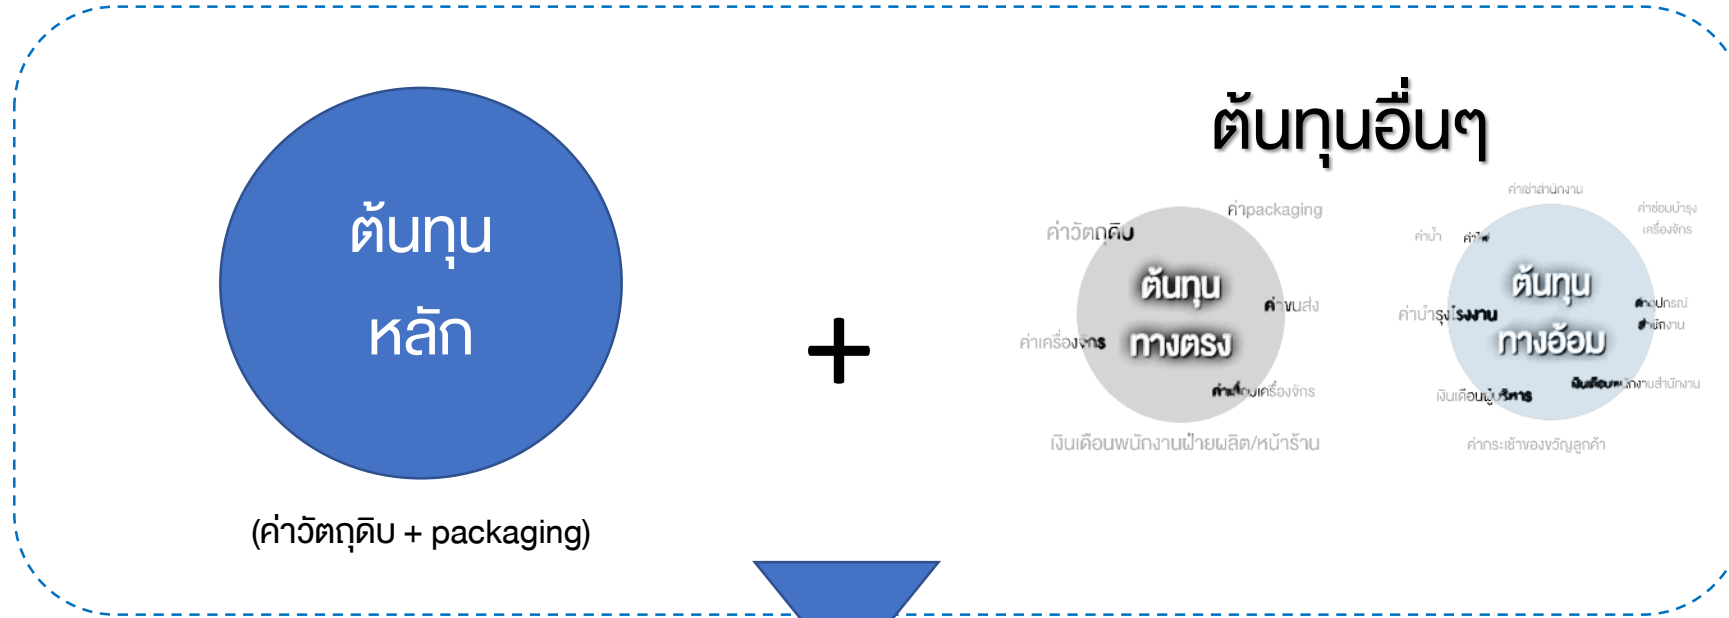 ต้นทุน
หลัก
(ค่าวัตถุดิบ + packaging)
+
ต้นทุนอื่นๆ
ค่าpackaging
ค่าวัตถุดิบ
ต้นทุน
ทางตรง
ค่าขนส่ง
ค่าเครื่องจักร
ค่าเสื่อมเครื่องจักร
เงินเดือนพนักงานฝ่ายผลิต/หน้าร้าน
ค่าเช่าสำนักงาน
ค่าซ่อมบำรุง
เครื่องจักร
ค่าน้ำ
ค่าไฟ
ต้นทุน
ทางอ้อม
ค่าอุปกรณ์
สำนักงาน
ค่าบำรุงโรงงาน
เงินเดือนผู้บริหาร
เงินเดือนพนักงานสำนักงาน
ค่ากระเช้าของขวัญลูกค้า